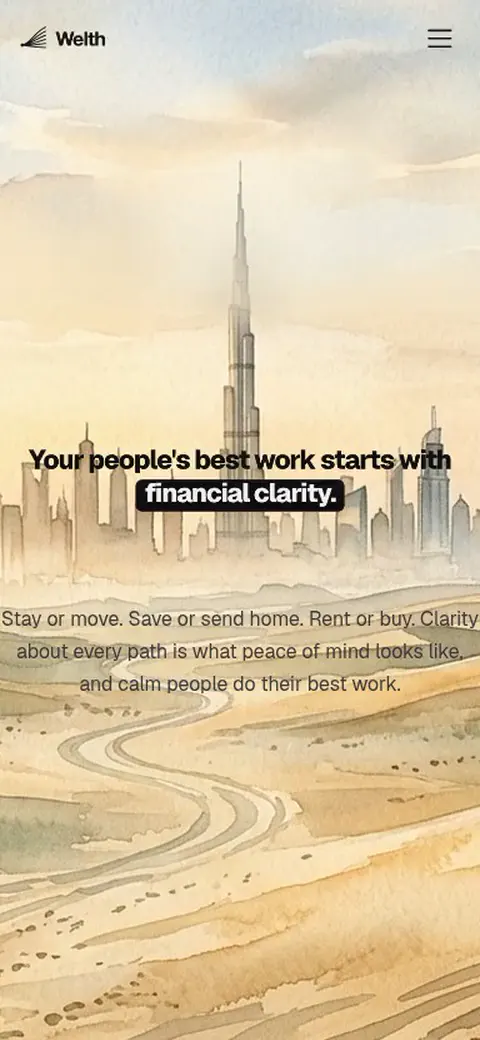 Welth
Your people's best work starts with
financial clarity.
Stay or move. Save or send home. Rent or buy. Clarity
about every path is what peace of mind looks like,
and calm people do their best work.